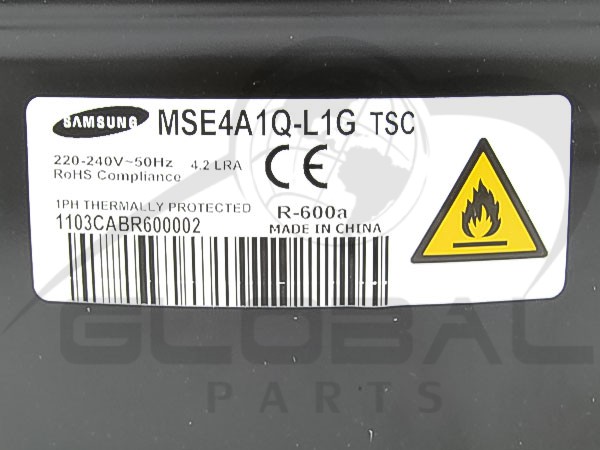 SAMSUNG MSE4A1Q-L1G TSC
220-240V~50Hz 4.2 LRA
RoHS Compliance
CE
1PH THERMALLY PROTECTED R-600a
1103CABR600002 MADE IN CHINA
GLOBAL
PARTS